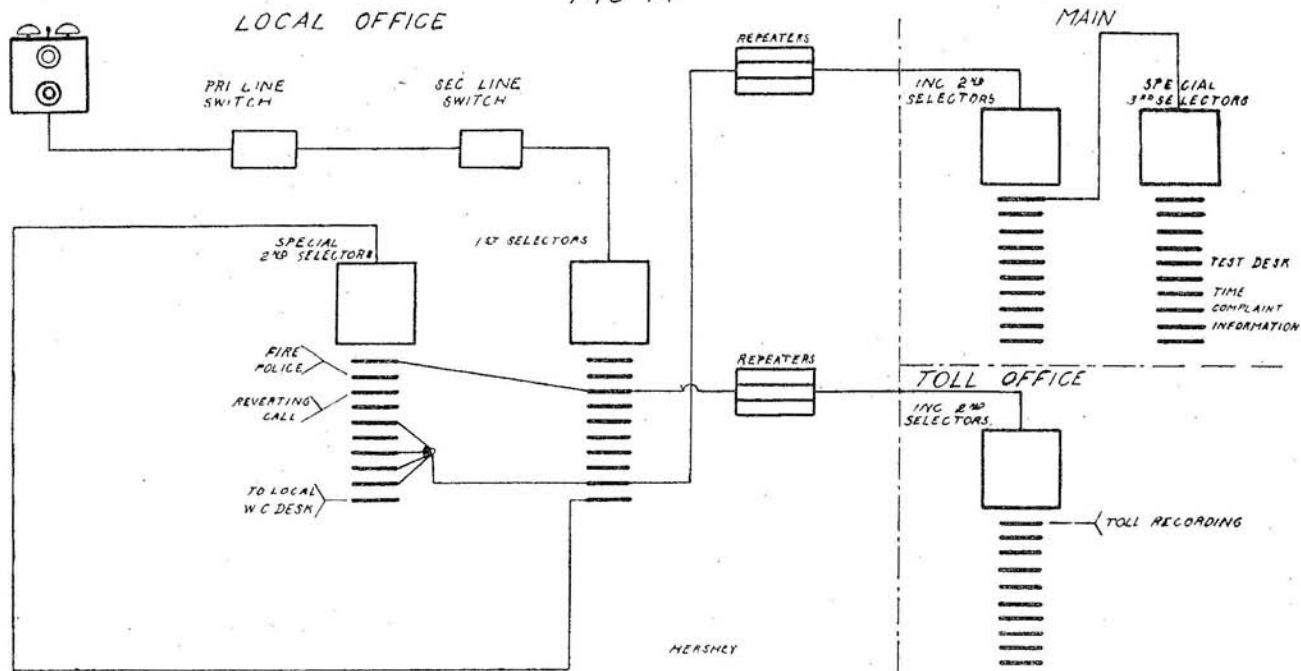 LOCAL OFFICE
PRI LINE
SWITCH
SEC LINE
SWITCH
SPECIAL
2ND SELECTORS
1ST SELECTORS
FIRE
POLICE
REVERTING
CALL
TO LOCAL
W C DESK
REPEATERS
REPEATERS
MAIN
INC 2ND
SELECTORS
SPECIAL
3RD SELECTORS
TEST DESK
TIME
COMPLAINT
INFORMATION
TOLL OFFICE
INC 2ND
SELECTORS.
TOLL RECORDING
HERSHEY